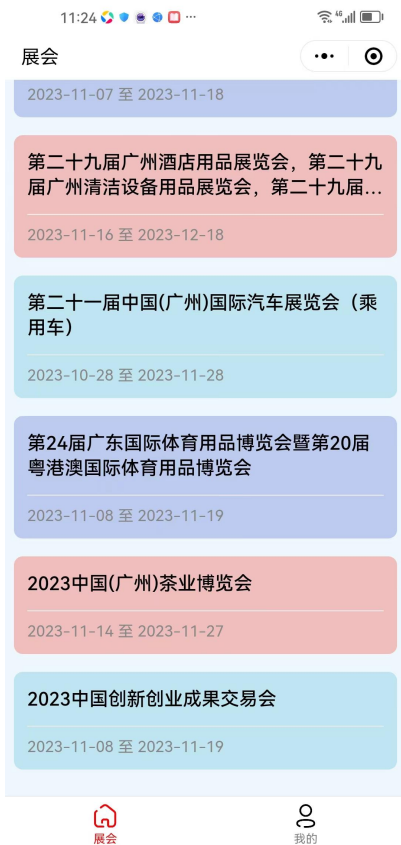 11:24
4G
展会
2023-11-07 至 2023-11-18
第二十九届广州酒店用品展览会，第二十九
届广州清洁设备用品展览会，第二十九届...
2023-11-16 至 2023-12-18
第二十一届中国(广州)国际汽车展览会（乘
用车）
2023-10-28 至 2023-11-28
第24届广东国际体育用品博览会暨第20届
粤港澳国际体育用品博览会
2023-11-08 至 2023-11-19
2023中国(广州)茶业博览会
2023-11-14 至 2023-11-27
2023中国创新创业成果交易会
2023-11-08 至 2023-11-19
展会
我的